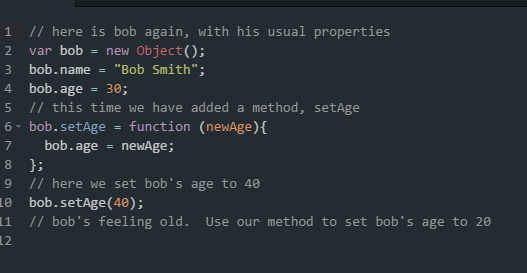 1 // here is bob again, with his usual properties
2 var bob = new Object();
3 bob.name = "Bob Smith";
4 bob.age = 30;
5 // this time we have added a method, setAge
6 bob.setAge = function (newAge){
7   bob.age = newAge;
8 };
9 // here we set bob's age to 40
10 bob.setAge(40);
11 // bob's feeling old.  Use our method to set bob's age to 20
12